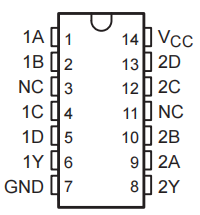 1A 1 14 VCC
1B 2 13 2D
NC 3 12 2C
1C 4 11 NC
1D 5 10 2B
1Y 6 9 2A
GND 7 8 2Y